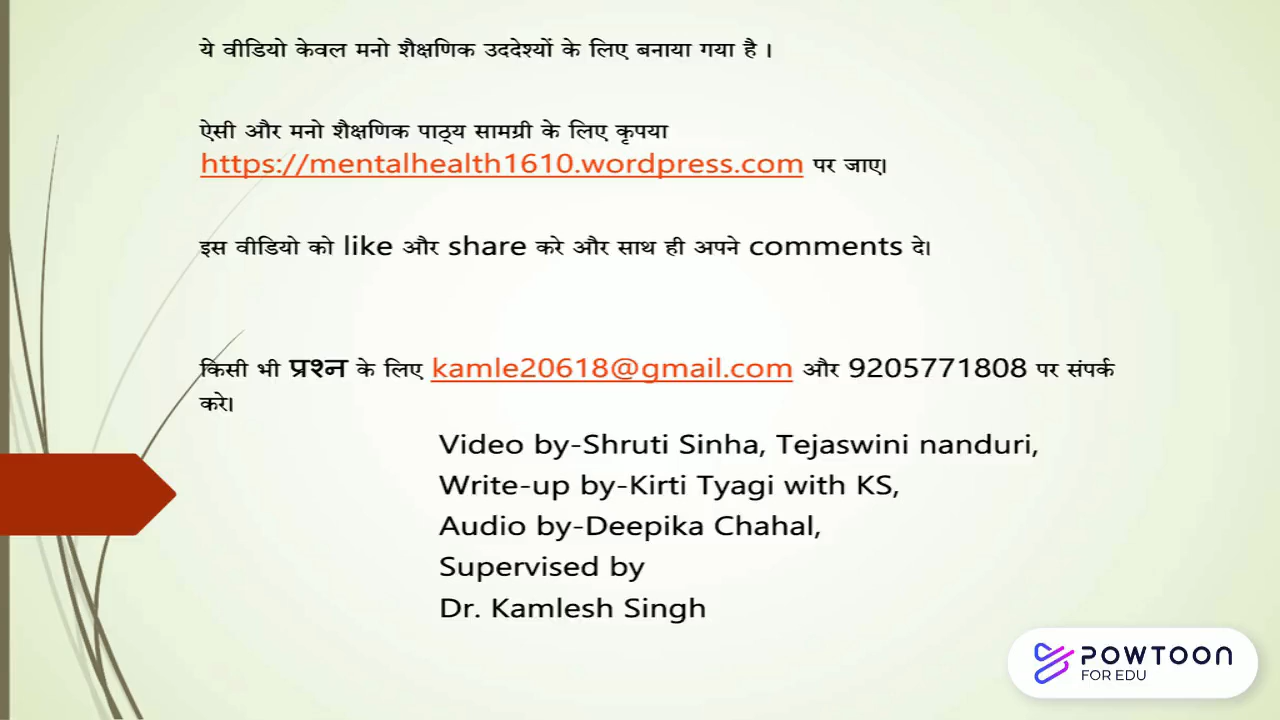 ये वीडियो केवल मनो शैक्षणिक उददेश्यों के लिए बनाया गया है ।
ऐसी और मनो शैक्षणिक पाठ्य सामग्री के लिए कृपया
https://mentalhealth1610.wordpress.com पर जाए।
इस वीडियो को like और share करे और साथ ही अपने comments दे।
किसी भी प्रश्न के लिए kamle20618@gmail.com और 9205771808 पर संपर्क
करे।
Video by-Shruti Sinha, Tejaswini nanduri,
Write-up by-Kirti Tyagi with KS,
Audio by-Deepika Chahal,
Supervised by
Dr. Kamlesh Singh
POWTOON
FOR EDU